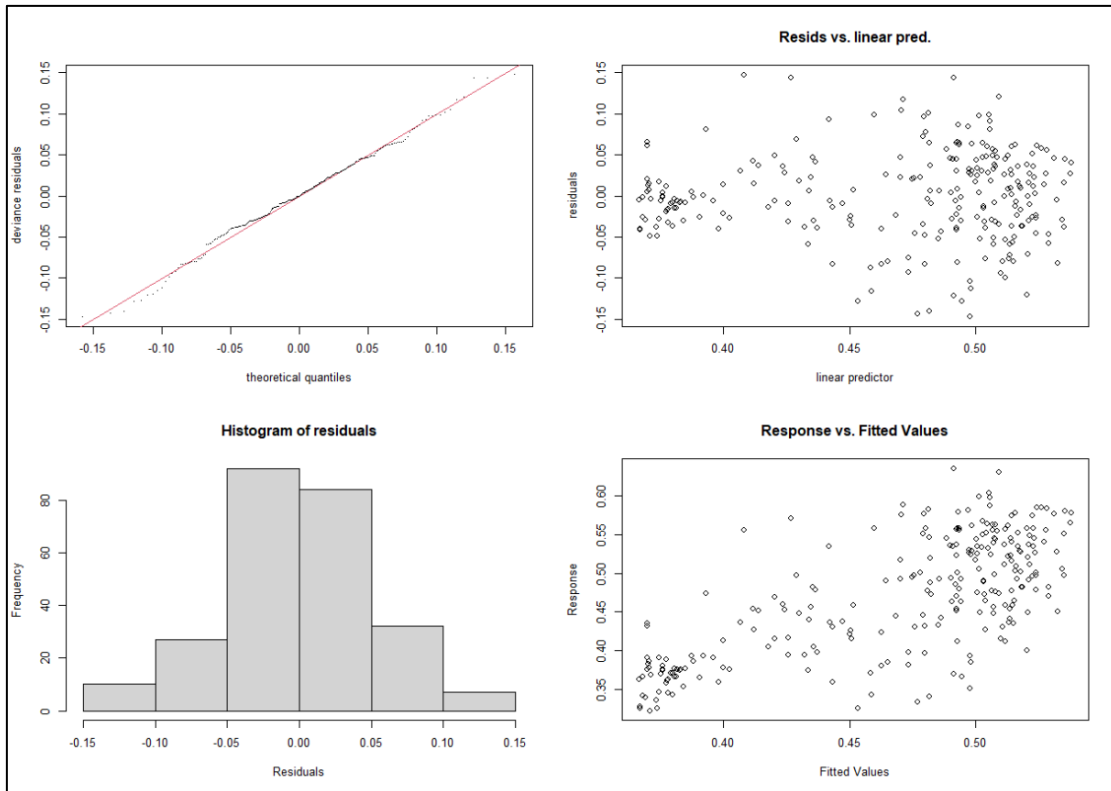 deviance residuals
0.15
0.10
0.05
0.00
-0.05
-0.10
-0.15
-0.15 -0.10 -0.05 0.00 0.05 0.10 0.15
theoretical quantiles
Resids vs. linear pred.
residuals
0.15
0.10
0.05
0.00
-0.05
-0.10
-0.15
0.40 0.45 0.50
linear predictor
Histogram of residuals
Frequency
80
60
40
20
0
-0.15 -0.10 -0.05 0.00 0.05 0.10 0.15
Residuals
Response vs. Fitted Values
Response
0.60
0.55
0.50
0.45
0.40
0.35
0.40 0.45 0.50
Fitted Values